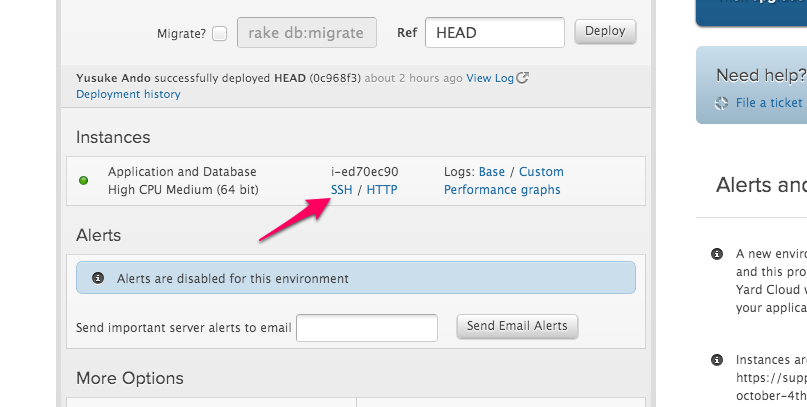 Migrate? rake db:migrate Ref HEAD Deploy
Yusuke Ando successfully deployed HEAD (0c968f3) about 2 hours ago View Log
Deployment history
Instances
Application and Database i-ed70ec90 Logs: Base / Custom
High CPU Medium (64 bit) SSH / HTTP Performance graphs
Alerts
Alerts are disabled for this environment
Send important server alerts to email Send Email Alerts
More Options
Need help?
File a ticket
Alerts and
A new enviro
and this pro
Yard Cloud
your applica
Instances ar
https://supp
october-4th